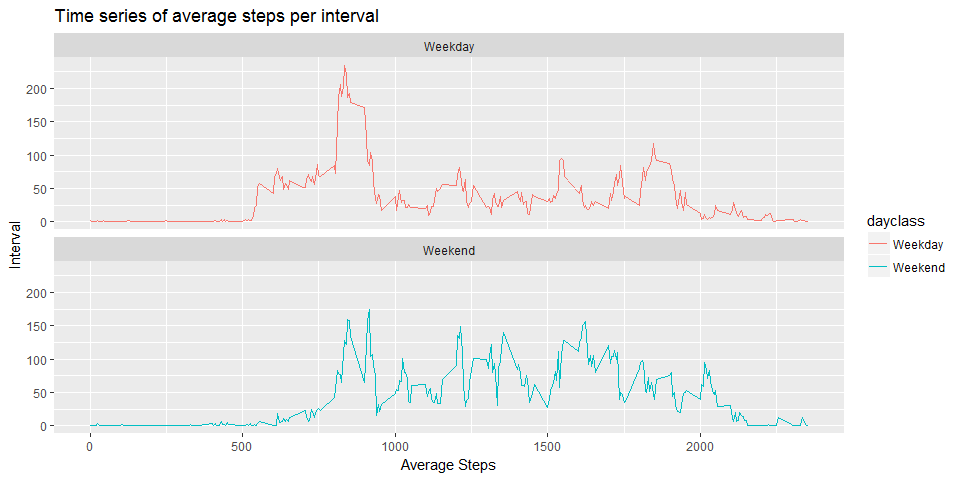 Time series of average steps per interval
Weekday
200
150
100
50
0
Weekend
200
150
100
50
0
0 500 1000 1500 2000
Average Steps
Interval
dayclass
Weekday
Weekend